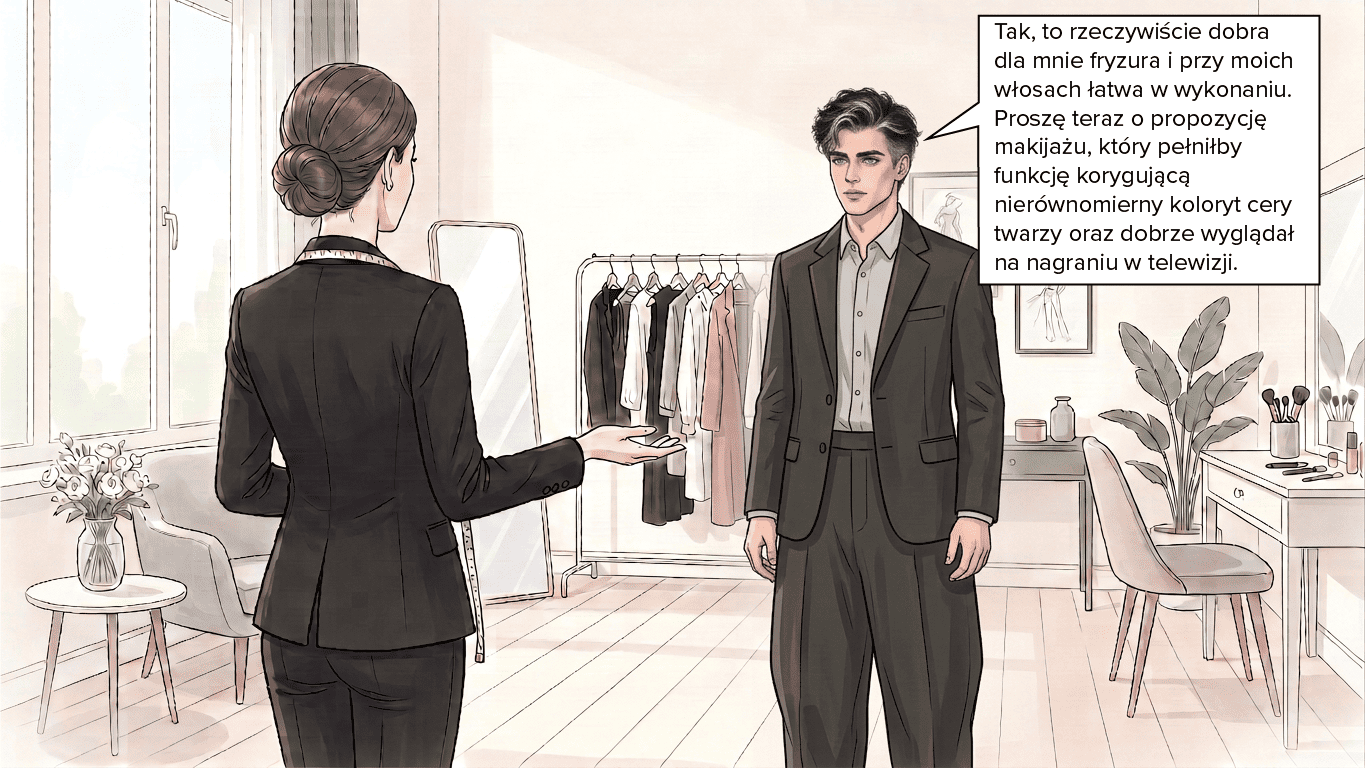 Tak, to rzeczywiście dobra
dla mnie fryzura i przy moich
włosach łatwa w wykonaniu.
Proszę teraz o propozycję
makijażu, który pełniłby
funkcję korygującą
nierównomierny koloryt cery
twarzy oraz dobrze wyglądał
na nagraniu w telewizji.